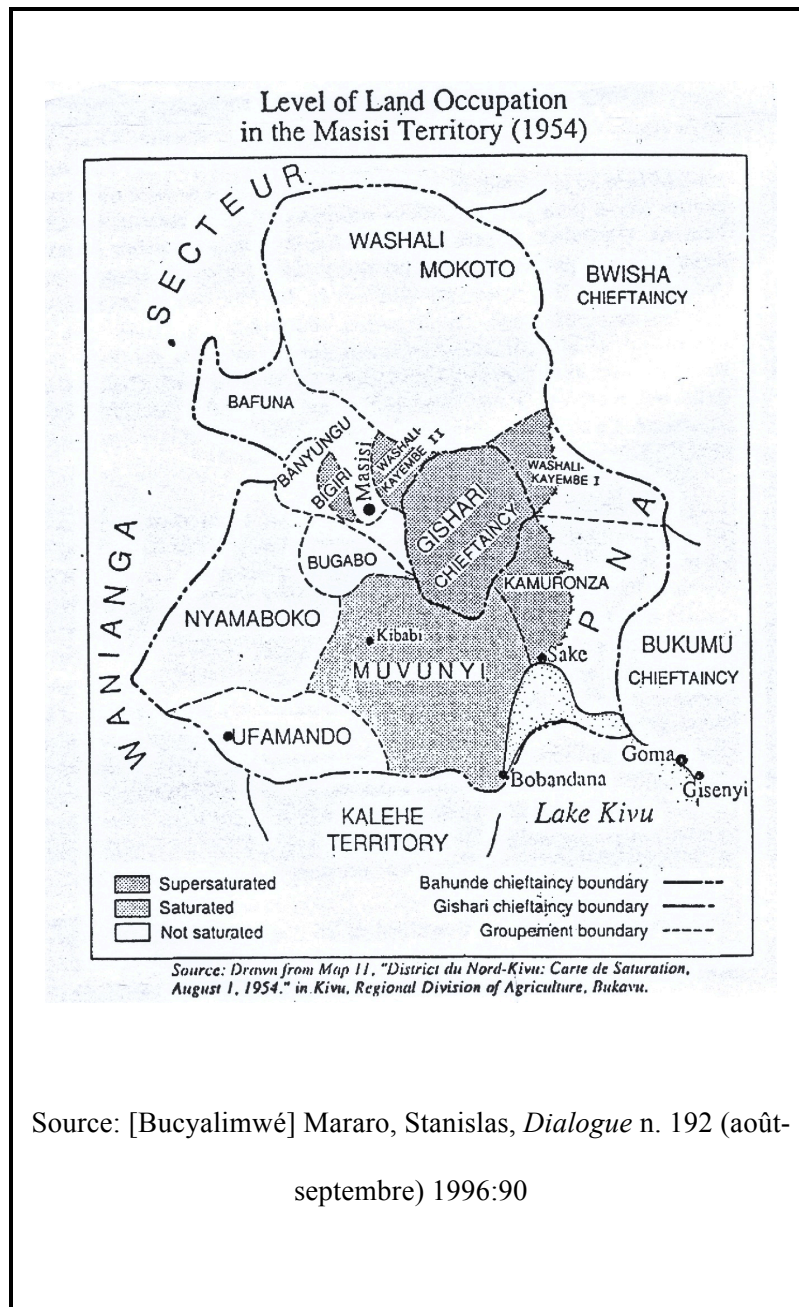 Level of Land Occupation
in the Masisi Territory (1954)
SECTEUR
WASHALI
MOKOTO
BWISHA
CHIEFTAINCY
BAFUNA
BANYUNGU
BIGIRI
Masisi
WASHALI-
KAYEMBE II
WASHALI-
KAYEMBE I
GISHARI
CHIEFTAINCY
BUGABO
KAMURONZA
PNA
WANIANGA
NYAMABOKO
Kibabi
MUVUNYI
Sake
BUKUMU
CHIEFTAINCY
UFAMANDO
Goma
Gisenyi
Bobandana
Lake Kivu
KALEHE
TERRITORY
Supersaturated
Saturated
Not saturated
Bahunde chieftaincy boundary
Gishari chieftaincy boundary
Groupement boundary
Source: Drawn from Map 11, "District du Nord-Kivu: Carte de Saturation,
August 1, 1954." in Kivu, Regional Division of Agriculture, Bukavu.
Source: [Bucyalimwé] Mararo, Stanislas, Dialogue n. 192 (août-
septembre) 1996:90